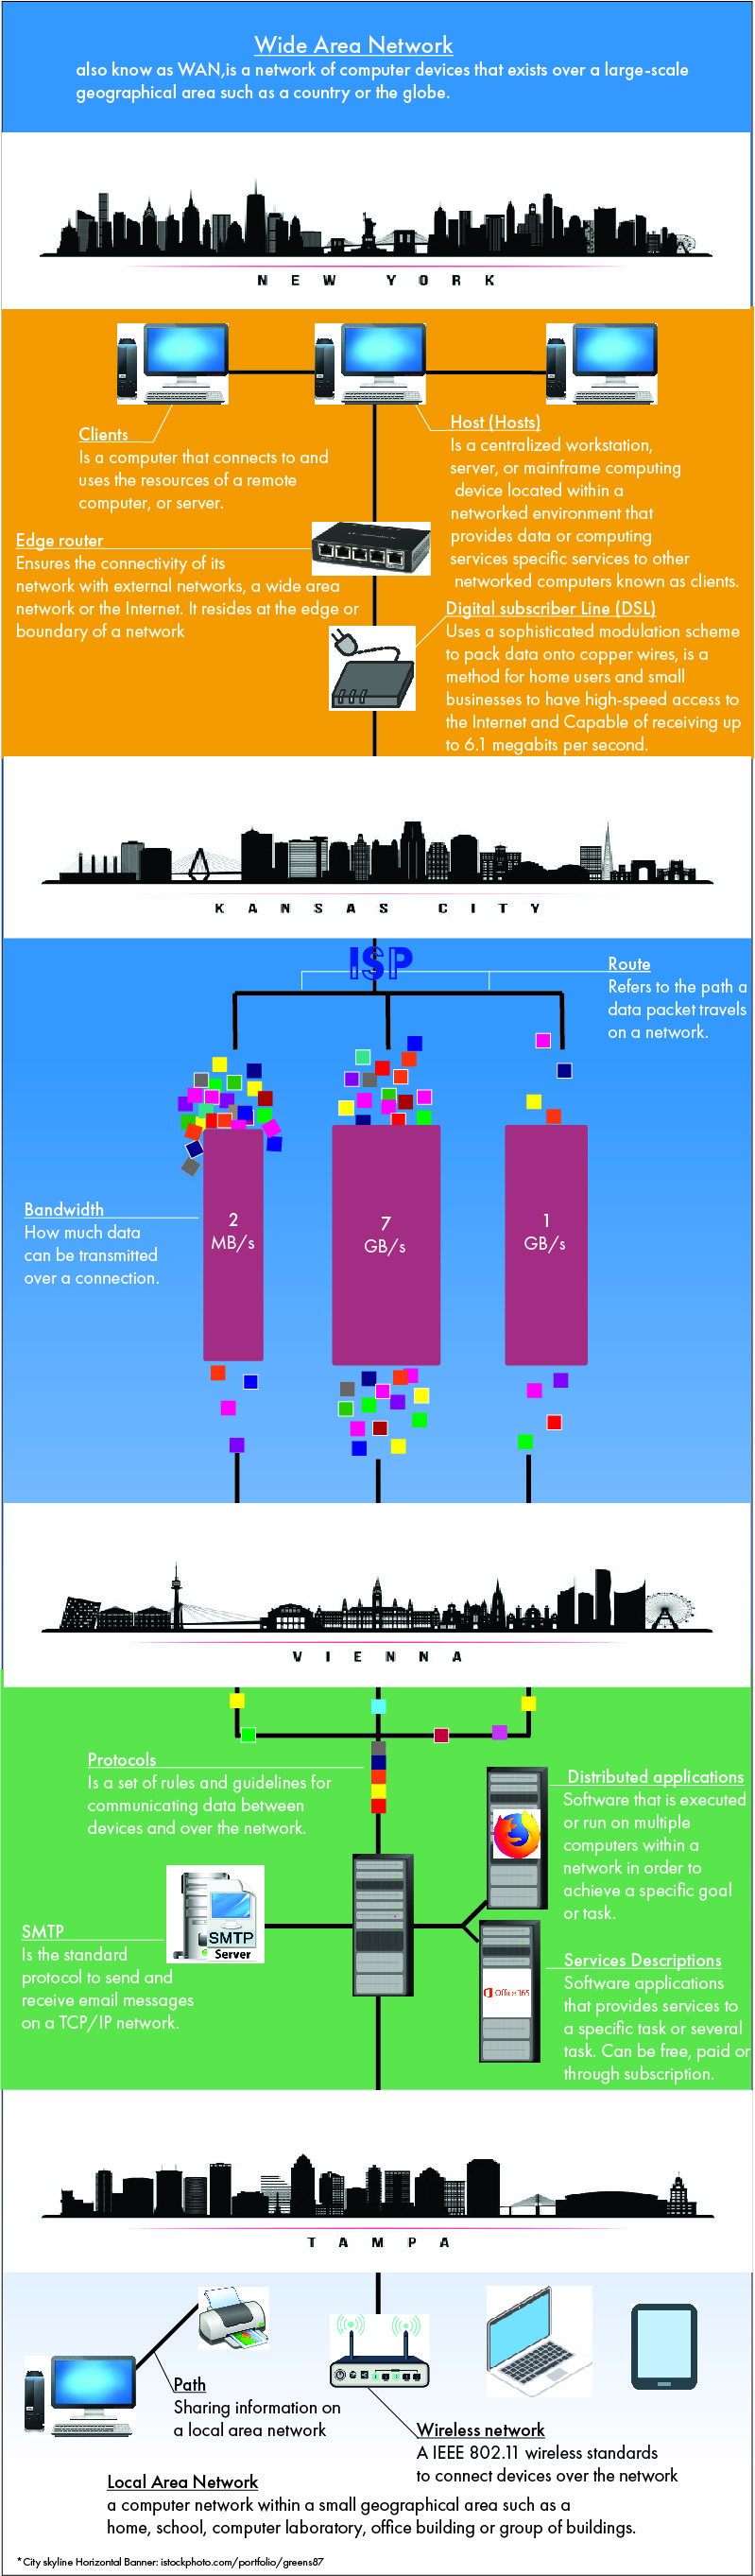 Wide Area Network
also know as WAN,is a network of computer devices that exists over a large-scale
geographical area such as a country or the globe.
NEW YORK
Clients
Is a computer that connects to and
uses the resources of a remote
computer, or server.
Host (Hosts)
Is a centralized workstation,
server, or mainframe computing
device located within a
networked environment that
provides data or computing
services specific services to other
networked computers known as clients.
Edge router
Ensures the connectivity of its
network with external networks, a wide area
network or the Internet. It resides at the edge or
boundary of a network
Digital subscriber Line (DSL)
Uses a sophisticated modulation scheme
to pack data onto copper wires, is a
method for home users and small
businesses to have high-speed access to
the Internet and Capable of receiving up
to 6.1 megabits per second.
KANSAS CITY
ISP
Route
Refers to the path a
data packet travels
on a network.
Bandwidth
How much data
can be transmitted
over a connection.
2
MB/s
7
GB/s
1
GB/s
VIENNA
Protocols
Is a set of rules and guidelines for
communicating data between
devices and over the network.
Distributed applications
Software that is executed
or run on multiple
computers within a
network in order to
achieve a specific goal
or task.
SMTP
Server
SMTP
Is the standard
protocol to send and
receive email messages
on a TCP/IP network.
Office 365
Services Descriptions
Software applications
that provides services to
a specific task or several
task. Can be free, paid or
through subscription.
TAMPA
Path
Sharing information on
a local area network
Wireless network
A IEEE 802.11 wireless standards
to connect devices over the network
Local Area Network
a computer network within a small geographical area such as a
home, school, computer laboratory, office building or group of buildings.
*City skyline Horizontal Banner: istockphoto.com/portfolio/greens87